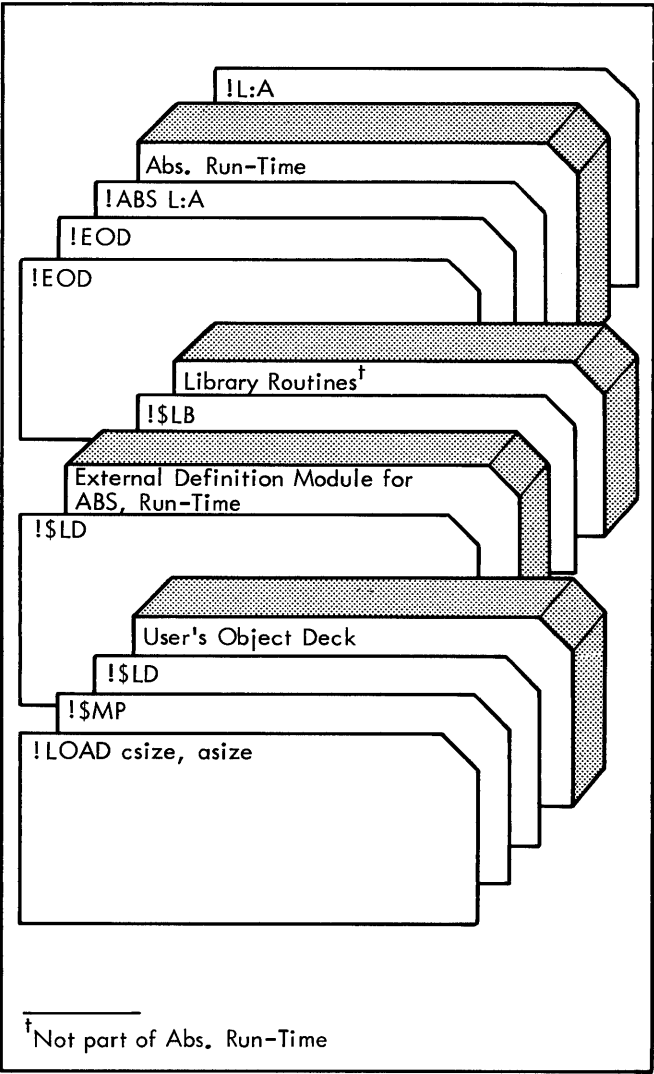 !L:A
Abs. Run-Time
!ABS L:A
!EOD
!EOD
Library Routines†
!$LB
External Definition Module for
ABS, Run-Time
!$LD
User's Object Deck
!$LD
!$MP
!LOAD csize, asize
†Not part of Abs. Run-Time